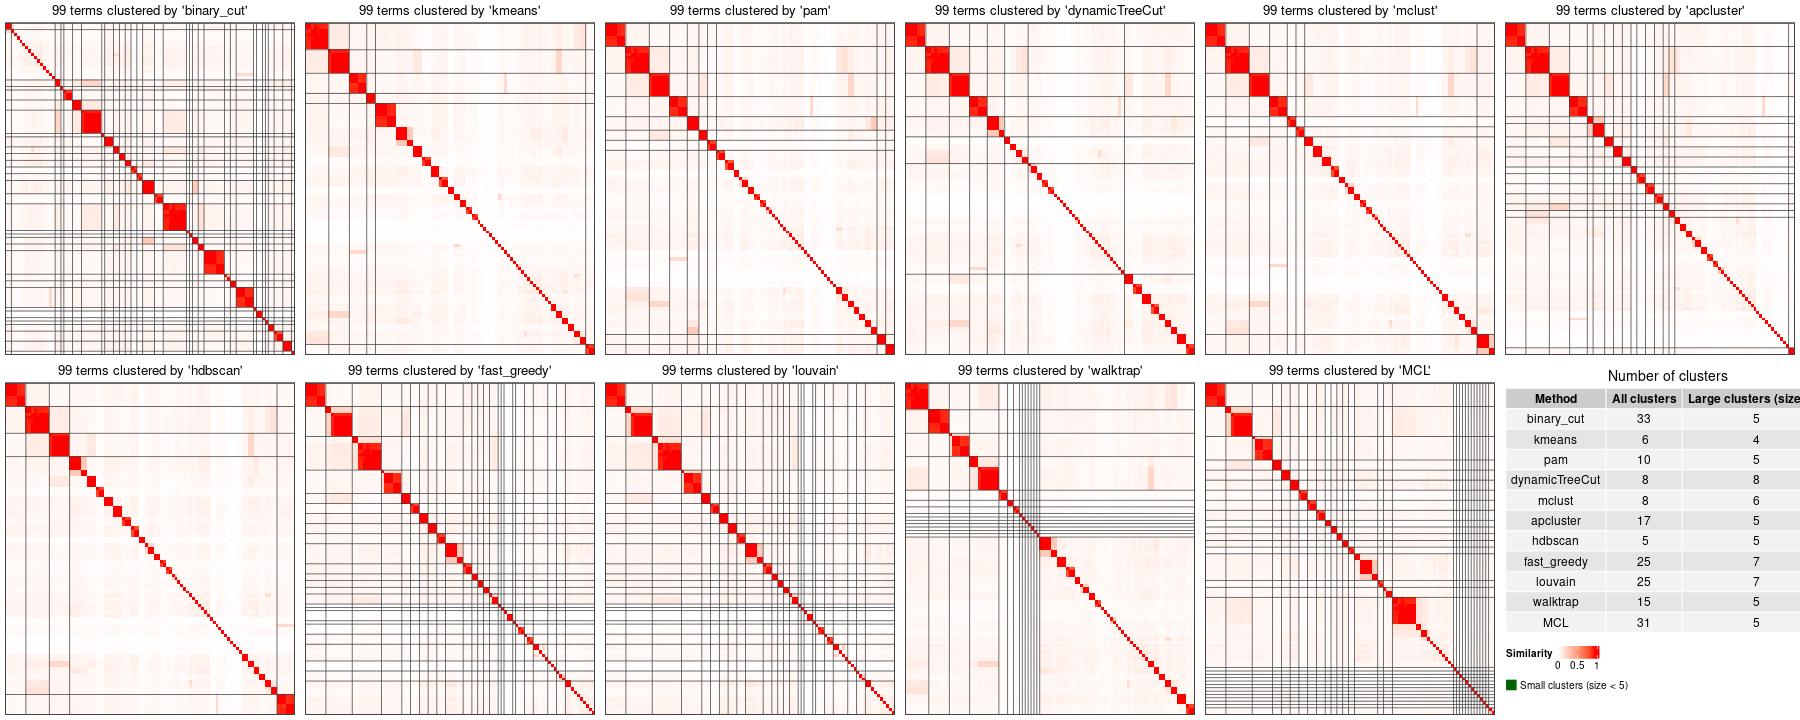 99 terms clustered by 'binary_cut'
99 terms clustered by 'kmeans'
99 terms clustered by 'pam'
99 terms clustered by 'dynamicTreeCut'
99 terms clustered by 'mclust'
99 terms clustered by 'apcluster'
99 terms clustered by 'hdbscan'
99 terms clustered by 'fast_greedy'
99 terms clustered by 'louvain'
99 terms clustered by 'walktrap'
99 terms clustered by 'MCL'
Number of clusters
Method All clusters Large clusters (size
binary_cut 33 5
kmeans 6 4
pam 10 5
dynamicTreeCut 8 8
mclust 8 6
apcluster 17 5
hdbscan 5 5
fast_greedy 25 7
louvain 25 7
walktrap 15 5
MCL 31 5
Similarity
0 0.5 1
Small clusters (size < 5)